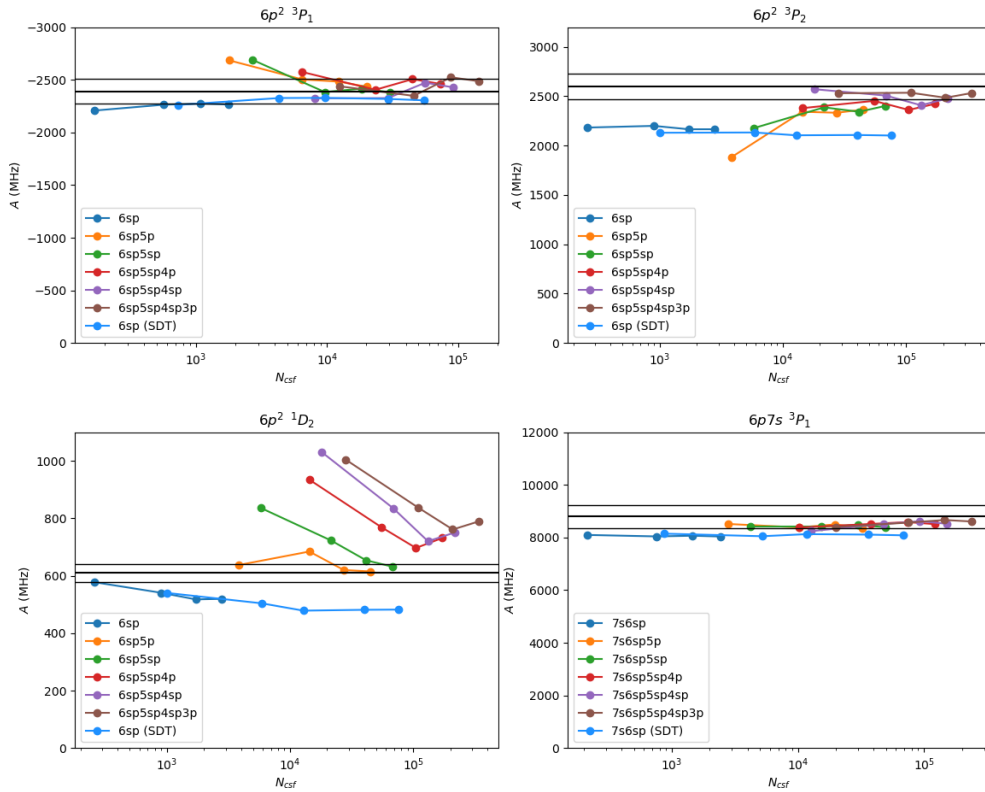 6p² ³P₁
−3000
−2500
−2000
−1500
−1000
−500
0
A (MHz)
6sp
6sp5p
6sp5sp
6sp5sp4p
6sp5sp4sp
6sp5sp4sp3p
6sp (SDT)
10³
10⁴
10⁵
N_csf
6p² ³P₂
3000
2500
2000
1500
1000
500
0
A (MHz)
6sp
6sp5p
6sp5sp
6sp5sp4p
6sp5sp4sp
6sp5sp4sp3p
6sp (SDT)
10³
10⁴
10⁵
N_csf
6p² ¹D₂
1000
800
600
400
200
0
A (MHz)
6sp
6sp5p
6sp5sp
6sp5sp4p
6sp5sp4sp
6sp5sp4sp3p
6sp (SDT)
10³
10⁴
10⁵
N_csf
6p7s ³P₁
12000
10000
8000
6000
4000
2000
0
A (MHz)
7s6sp
7s6sp5p
7s6sp5sp
7s6sp5sp4p
7s6sp5sp4sp
7s6sp5sp4sp3p
7s6sp (SDT)
10³
10⁴
10⁵
N_csf